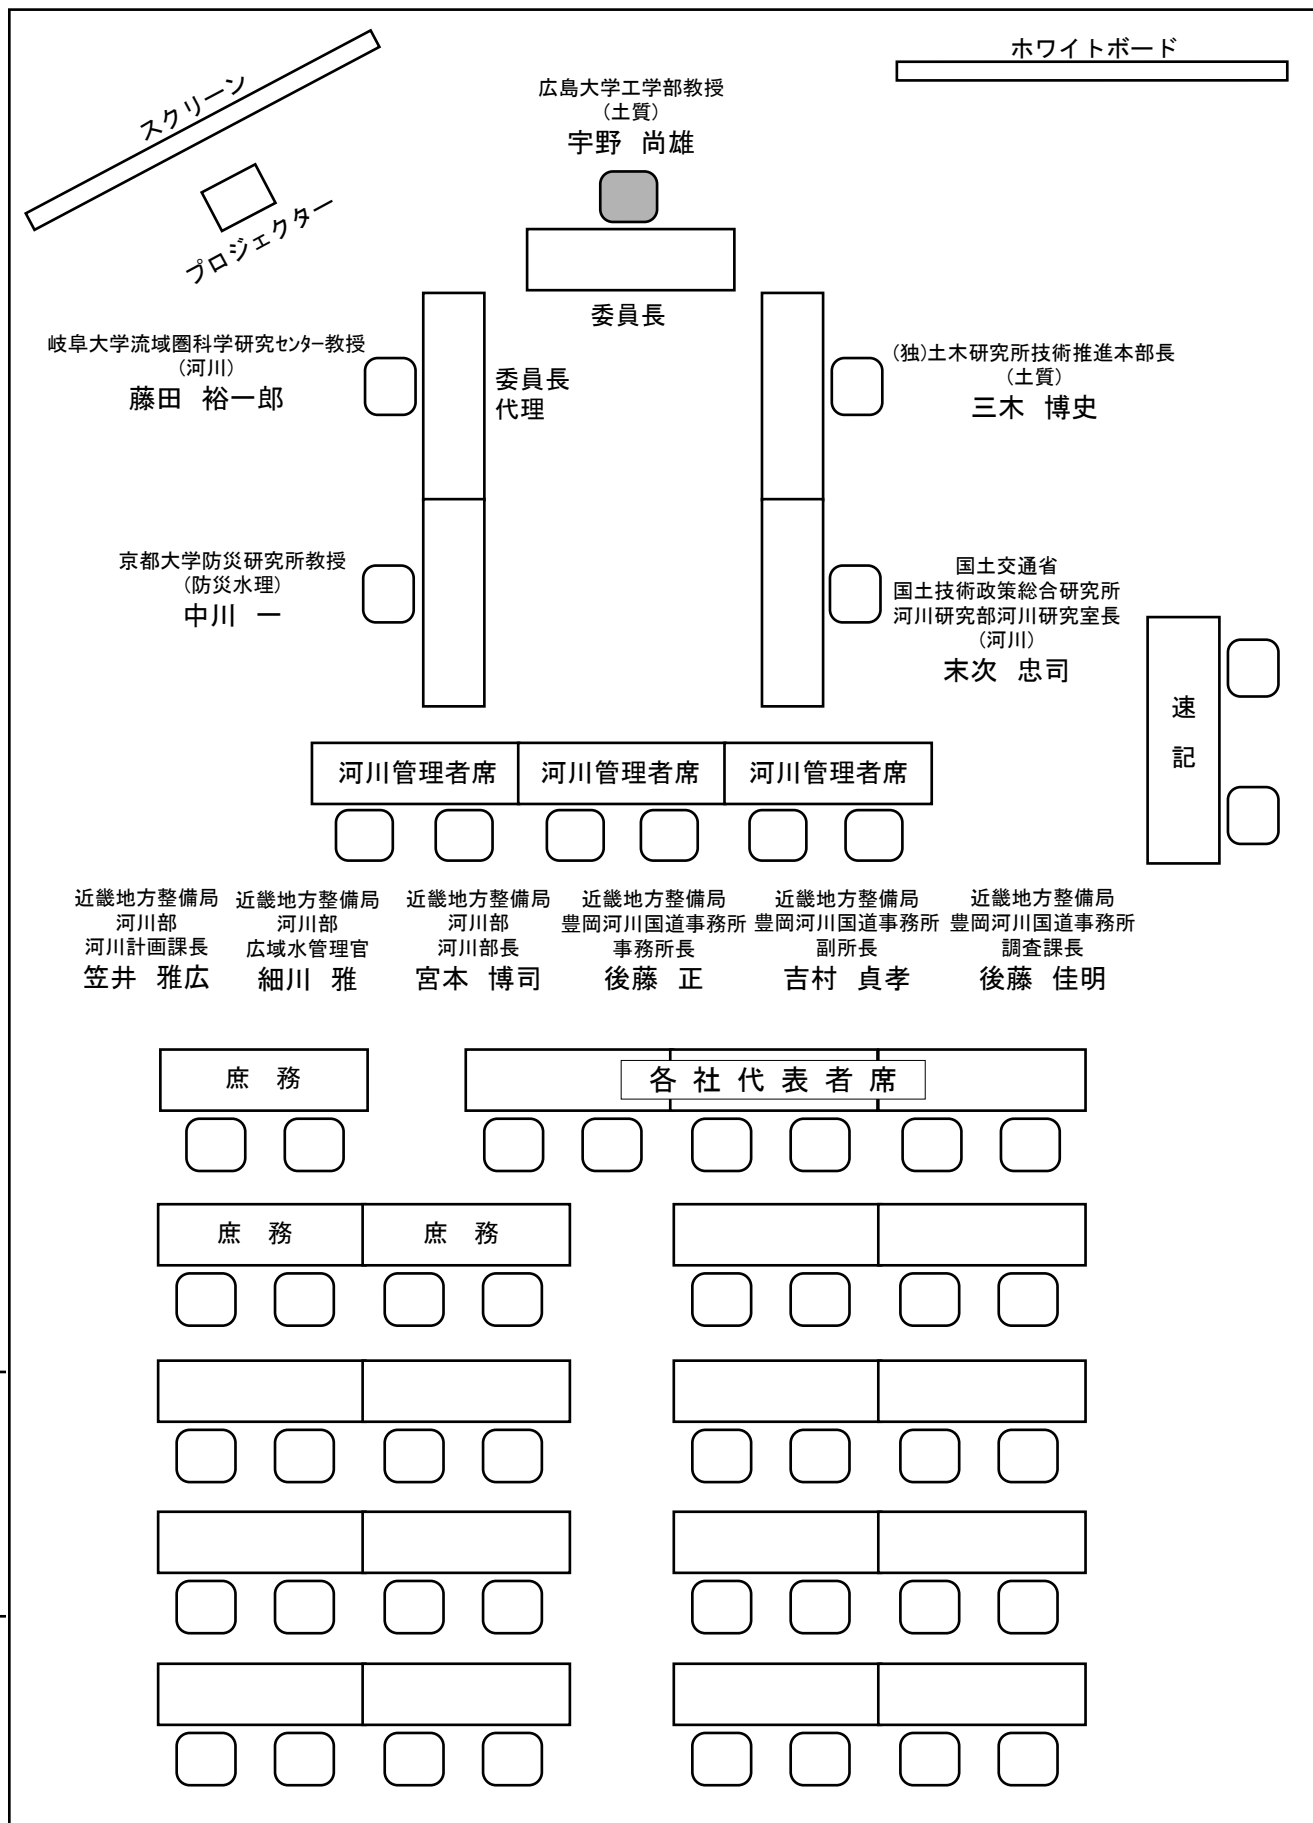 ホワイトボード
スクリーン
プロジェクター
広島大学工学部教授
(土質)
宇野 尚雄
委員長
岐阜大学流域圏科学研究センター教授
(河川)
藤田 裕一郎
委員長
代理
(独)土木研究所技術推進本部長
(土質)
三木 博史
京都大学防災研究所教授
(防災水理)
中川 一
国土交通省
国土技術政策総合研究所
河川研究部河川研究室長
(河川)
末次 忠司
速
記
河川管理者席
河川管理者席
河川管理者席
近畿地方整備局
河川部
河川計画課長
笠井 雅広
近畿地方整備局
河川部
広域水管理官
細川 雅
近畿地方整備局
河川部
河川部長
宮本 博司
近畿地方整備局
豊岡河川国道事務所
事務所長
後藤 正
近畿地方整備局
豊岡河川国道事務所
副所長
吉村 貞孝
近畿地方整備局
豊岡河川国道事務所
調査課長
後藤 佳明
庶 務
各 社 代 表 者 席
庶 務
庶 務